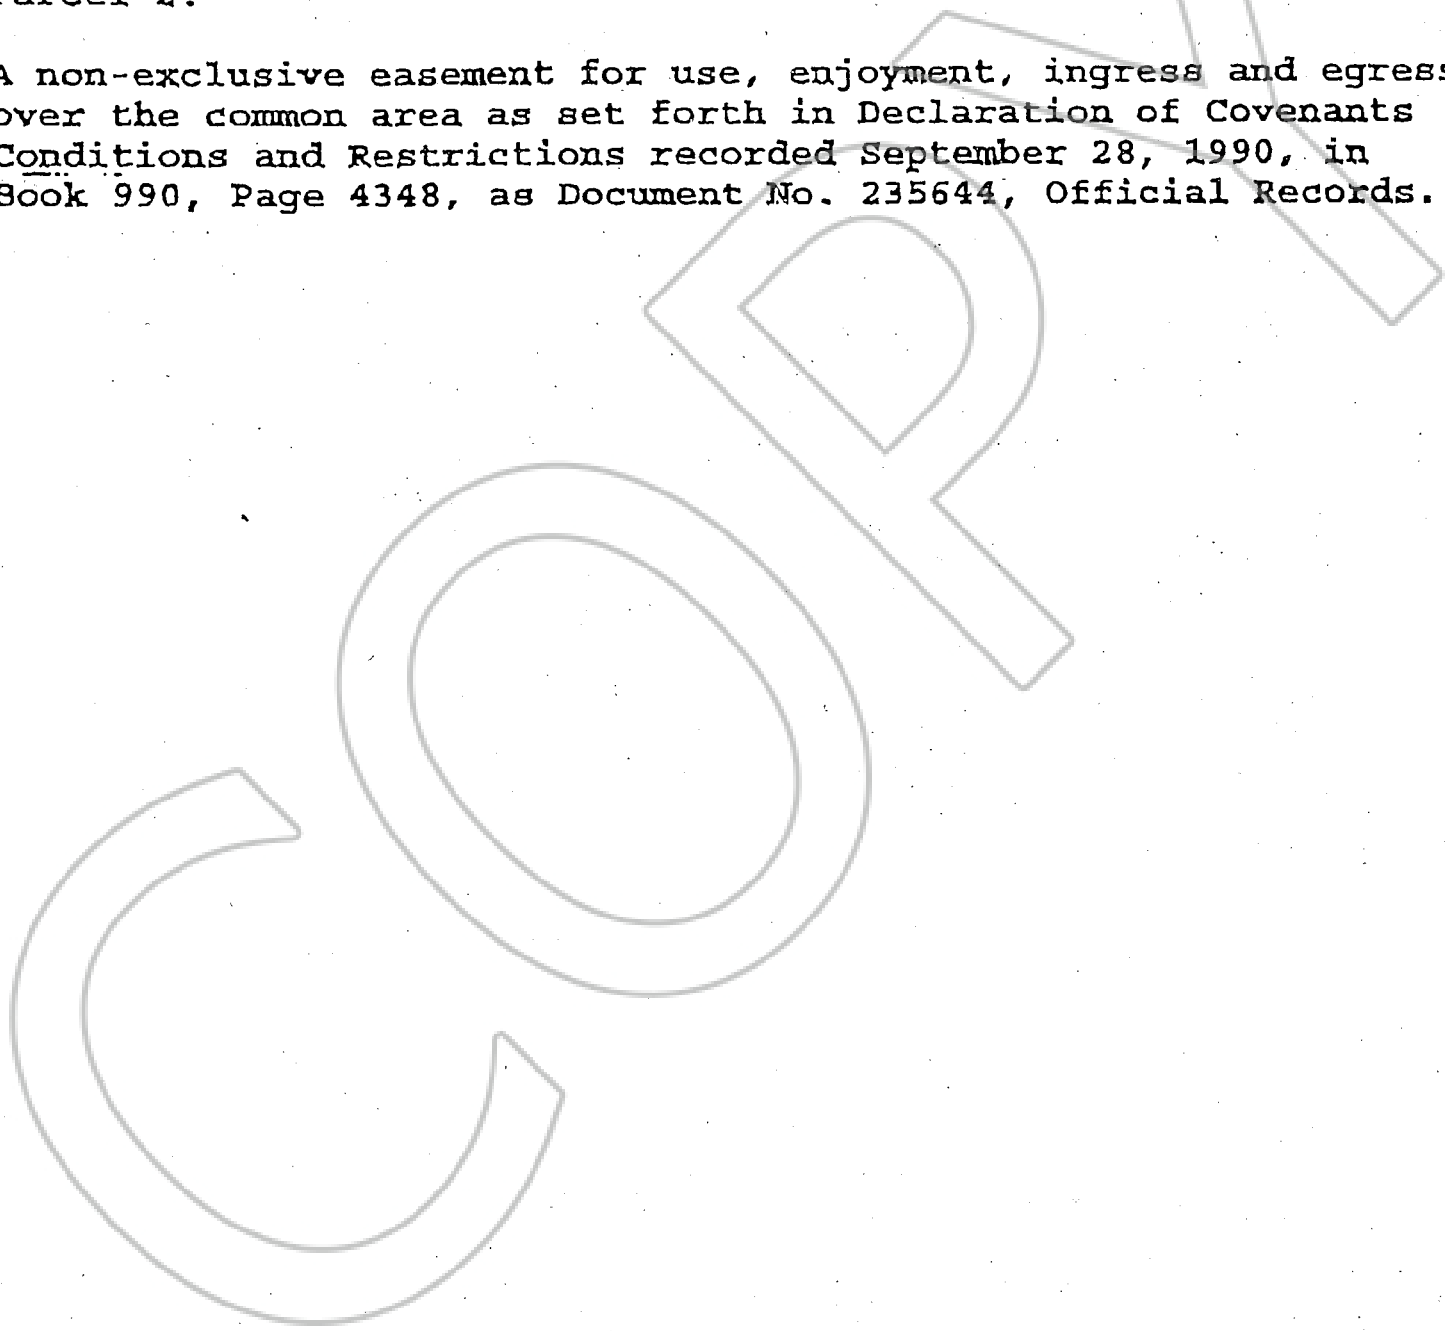 A non-exclusive easement for use, enjoyment, ingress and egress
over the common area as set forth in Declaration of Covenants
Conditions and Restrictions recorded September 28, 1990, in
Book 990, Page 4348, as Document No. 235644, Official Records.
COPY